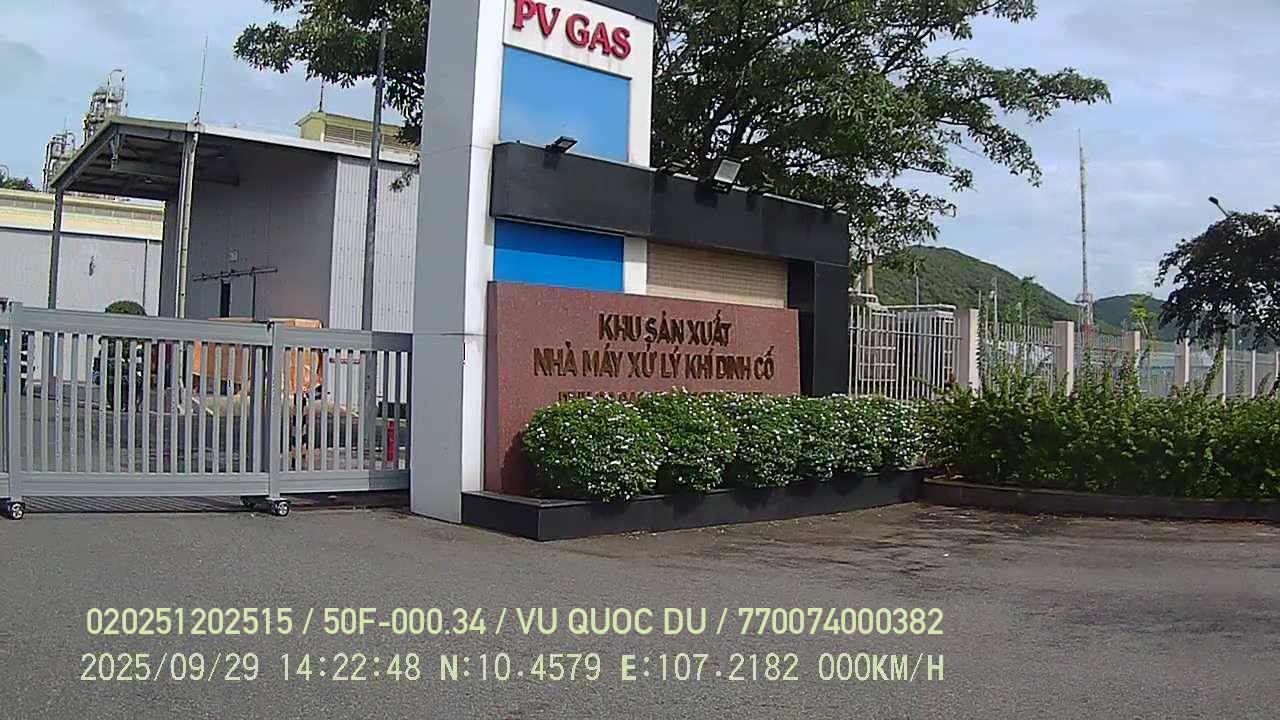 PV GAS
KHU SẢN XUẤT
NHÀ MÁY XỬ LÝ KHÍ DINH CỐ
020251202515 / 50F-000.34 / VU QUOC DU / 770074000382
2025/09/29 14:22:48 N:10.4579 E:107.2182 000KM/H